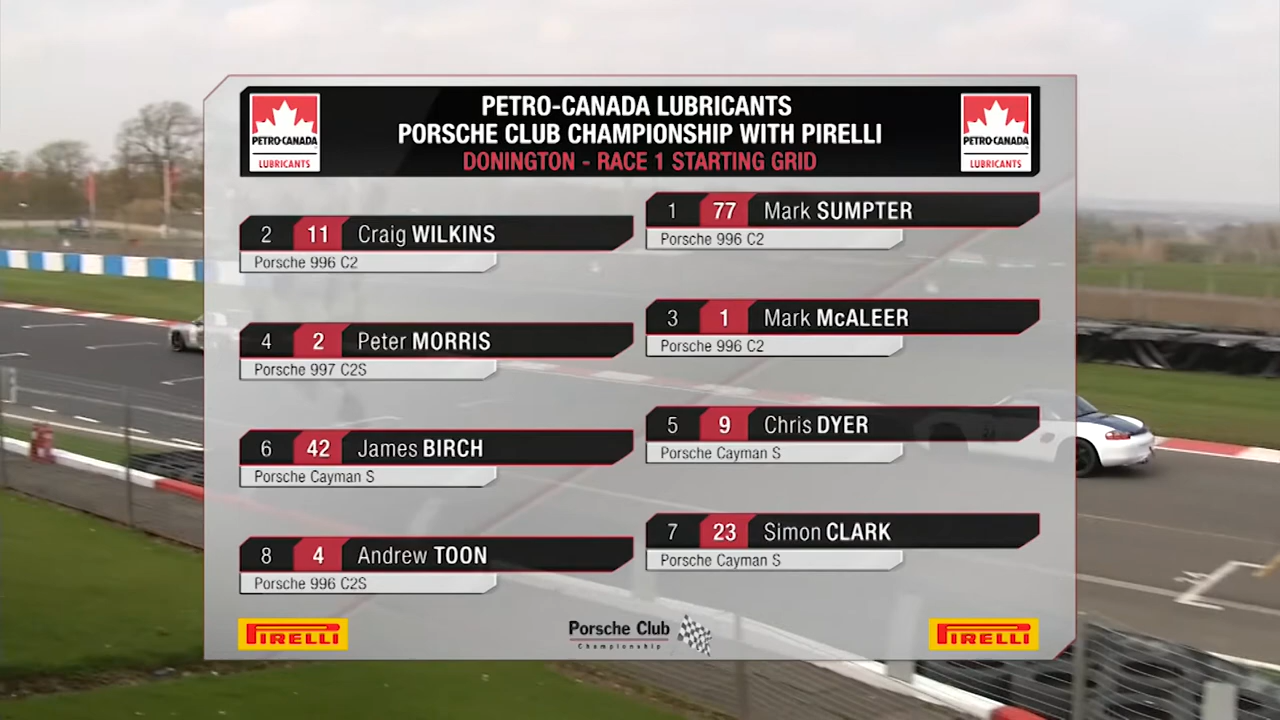 PETRO-CANADA LUBRICANTS
PORSCHE CLUB CHAMPIONSHIP WITH PIRELLI
DONINGTON - RACE 1 STARTING GRID
PETRO-CANADA
LUBRICANTS
PETRO-CANADA
LUBRICANTS
1 77 Mark SUMPTER
Porsche 996 C2
2 11 Craig WILKINS
Porsche 996 C2
3 1 Mark McALEER
Porsche 996 C2
4 2 Peter MORRIS
Porsche 997 C2S
5 9 Chris DYER
Porsche Cayman S
6 42 James BIRCH
Porsche Cayman S
7 23 Simon CLARK
Porsche Cayman S
8 4 Andrew TOON
Porsche 996 C2S
PIRELLI
Porsche Club
Championship
PIRELLI